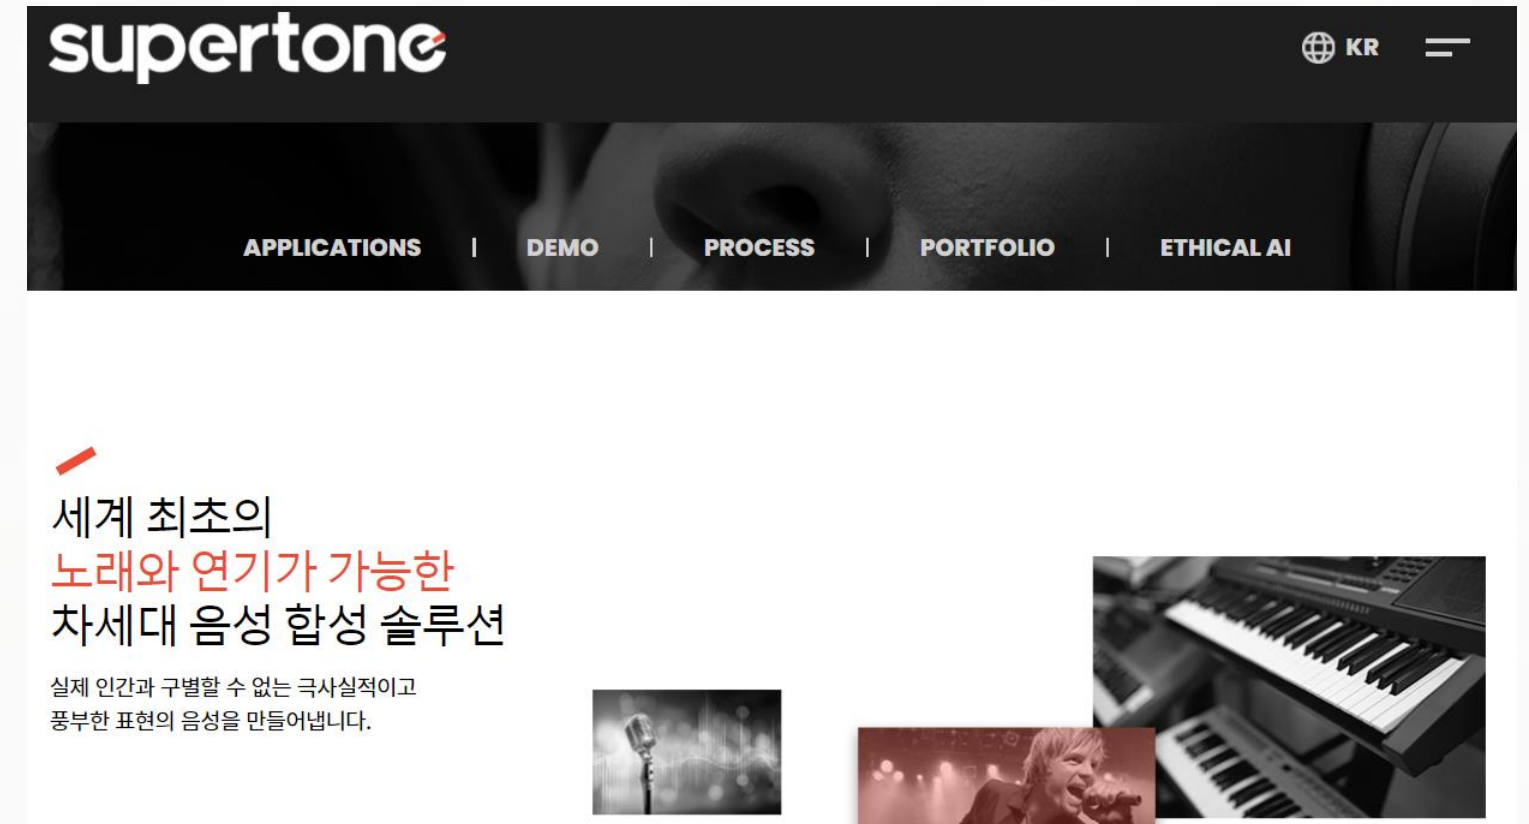 supertone
KR
APPLICATIONS | DEMO | PROCESS | PORTFOLIO | ETHICAL AI
세계 최초의
노래와 연기가 가능한
차세대 음성 합성 솔루션
실제 인간과 구별할 수 없는 극사실적이고
풍부한 표현의 음성을 만들어냅니다.